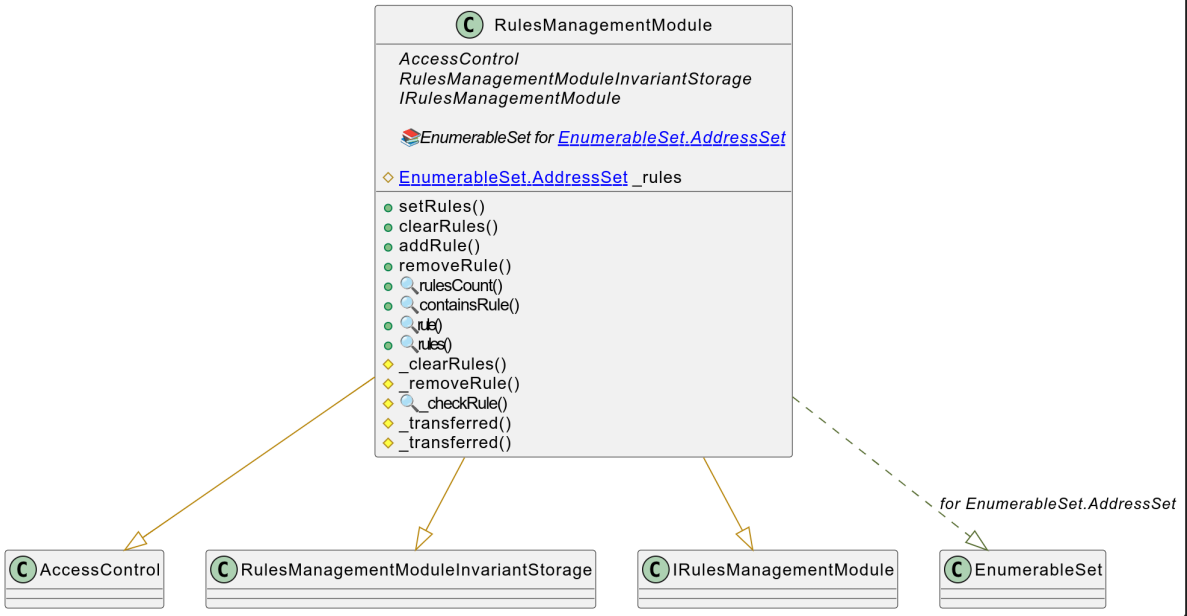 C RulesManagementModule
AccessControl
RulesManagementModuleInvariantStorage
IRulesManagementModule
📚EnumerableSet for EnumerableSet.AddressSet
EnumerableSet.AddressSet _rules
setRules()
clearRules()
addRule()
removeRule()
🔍rulesCount()
🔍containsRule()
🔍rule()
🔍rules()
_clearRules()
_removeRule()
🔍_checkRule()
_transferred()
_transferred()
for EnumerableSet.AddressSet
C AccessControl
C RulesManagementModuleInvariantStorage
C IRulesManagementModule
C EnumerableSet